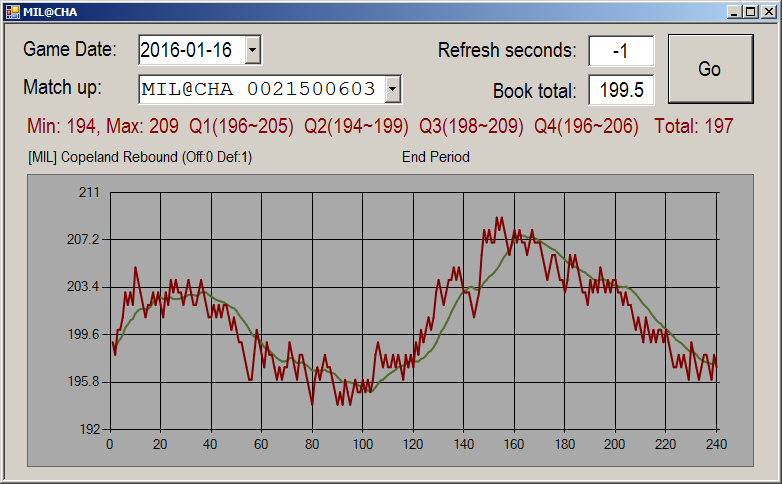 MIL@CHA
Game Date: 2016-01-16 Refresh seconds: -1 Go
Match up: MIL@CHA 0021500603 Book total: 199.5
Min: 194, Max: 209 Q1(196~205) Q2(194~199) Q3(198~209) Q4(196~206) Total: 197
[MIL] Copeland Rebound (Off:0 Def:1) End Period
211
207.2
203.4
199.6
195.8
192
0 20 40 60 80 100 120 140 160 180 200 220 240